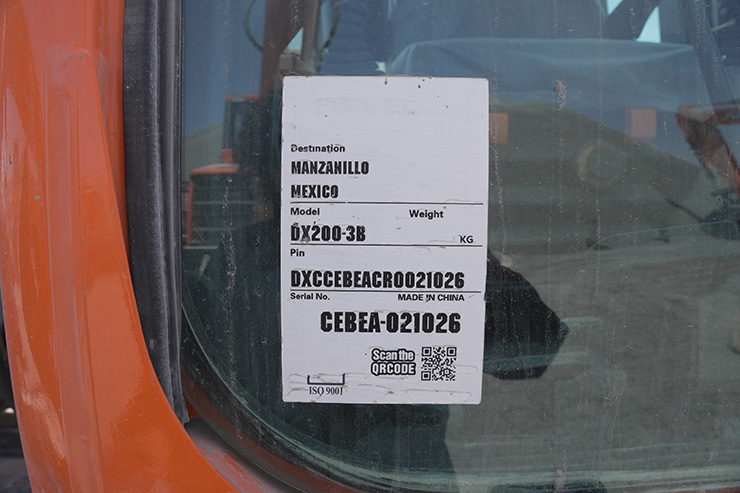 Destination
MANZANILLO
MEXICO
Model Weight
DX200-3B KG
Pin
DXCCEBEACR0021026
Serial No. MADE IN CHINA
CEBEA-021026
Scan the
QRCODE
ISO 9001